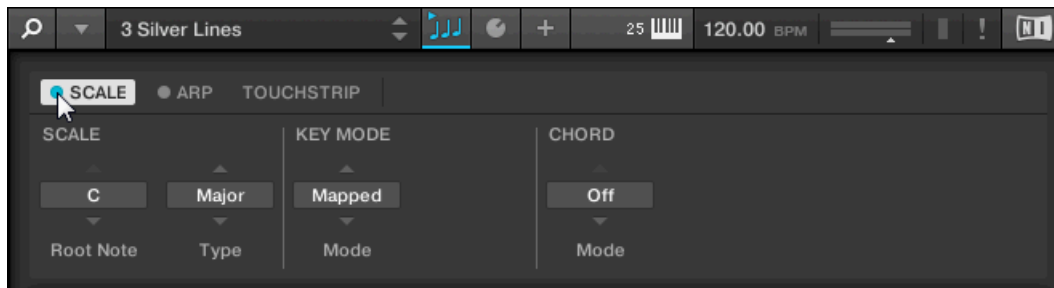 3 Silver Lines 25 120.00 BPM ! NI
SCALE ARP TOUCHSTRIP
SCALE KEY MODE CHORD
C Major Mapped Off
Root Note Type Mode Mode